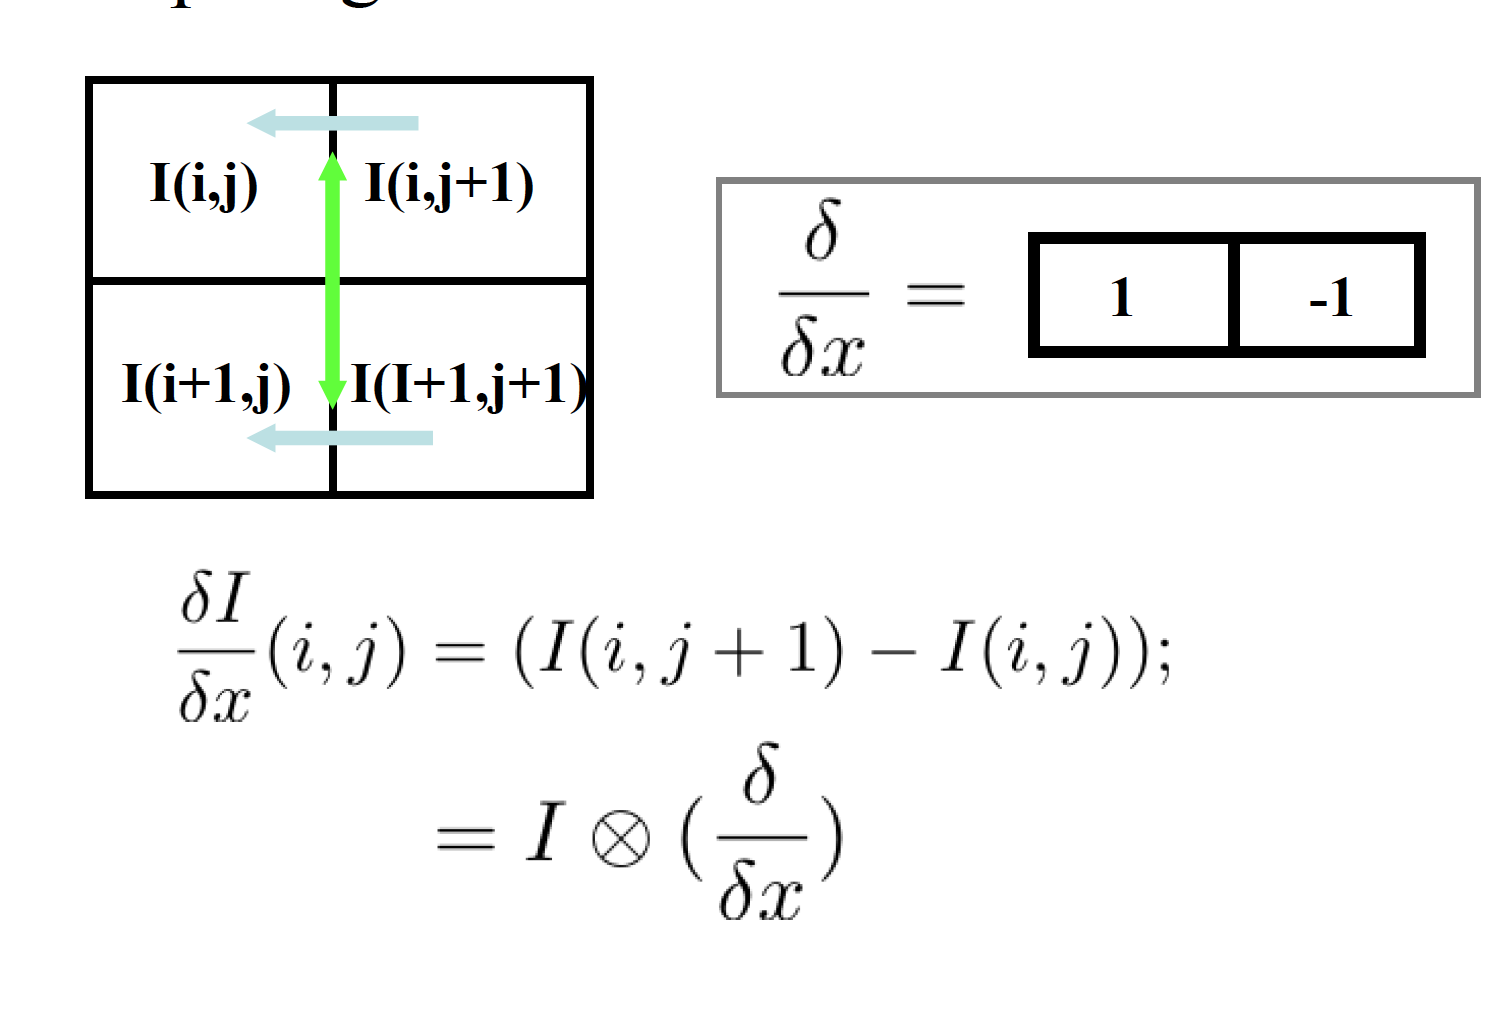 I(i,j) I(i,j+1)
I(i+1,j) I(I+1,j+1)
δ/δx = 1 -1
δI/δx (i, j) = (I(i, j + 1) − I(i, j));
= I ⊗ (δ/δx)